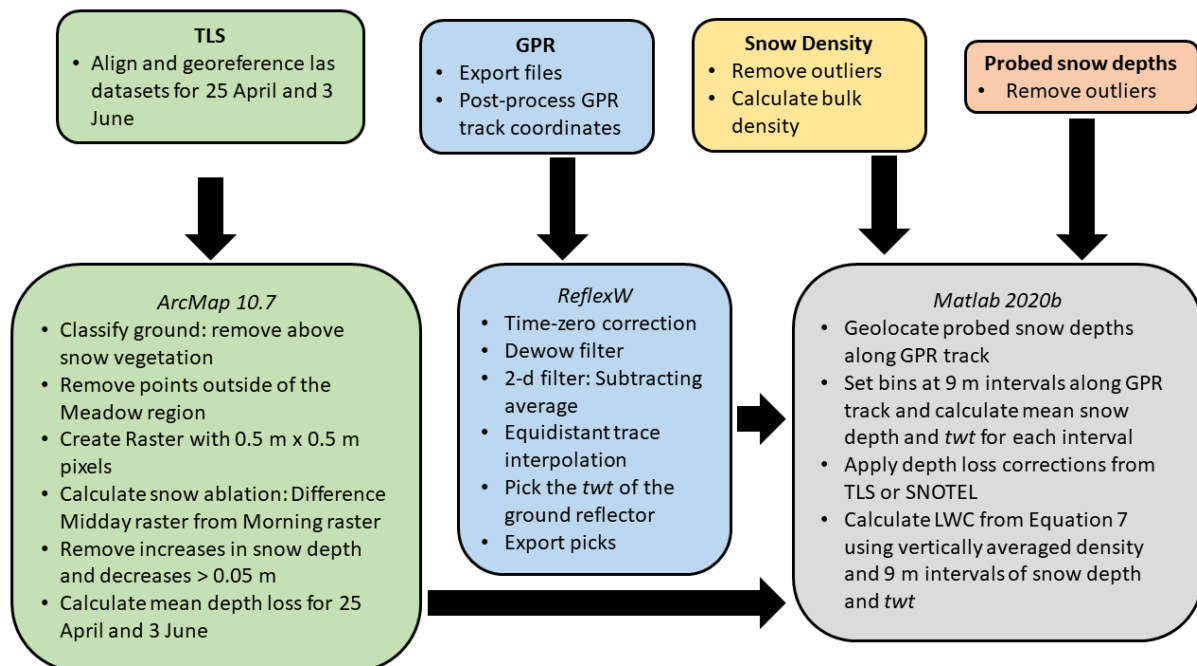 TLS
• Align and georeference las
datasets for 25 April and 3
June
GPR
• Export files
• Post-process GPR
track coordinates
Snow Density
• Remove outliers
• Calculate bulk
density
Probed snow depths
• Remove outliers
ArcMap 10.7
• Classify ground: remove above
snow vegetation
• Remove points outside of the
Meadow region
• Create Raster with 0.5 m x 0.5 m
pixels
• Calculate snow ablation: Difference
Midday raster from Morning raster
• Remove increases in snow depth
and decreases > 0.05 m
• Calculate mean depth loss for 25
April and 3 June
ReflexW
• Time-zero correction
• Dewow filter
• 2-d filter: Subtracting
average
• Equidistant trace
interpolation
• Pick the twt of the
ground reflector
• Export picks
Matlab 2020b
• Geolocate probed snow depths
along GPR track
• Set bins at 9 m intervals along GPR
track and calculate mean snow
depth and twt for each interval
• Apply depth loss corrections from
TLS or SNOTEL
• Calculate LWC from Equation 7
using vertically averaged density
and 9 m intervals of snow depth
and twt